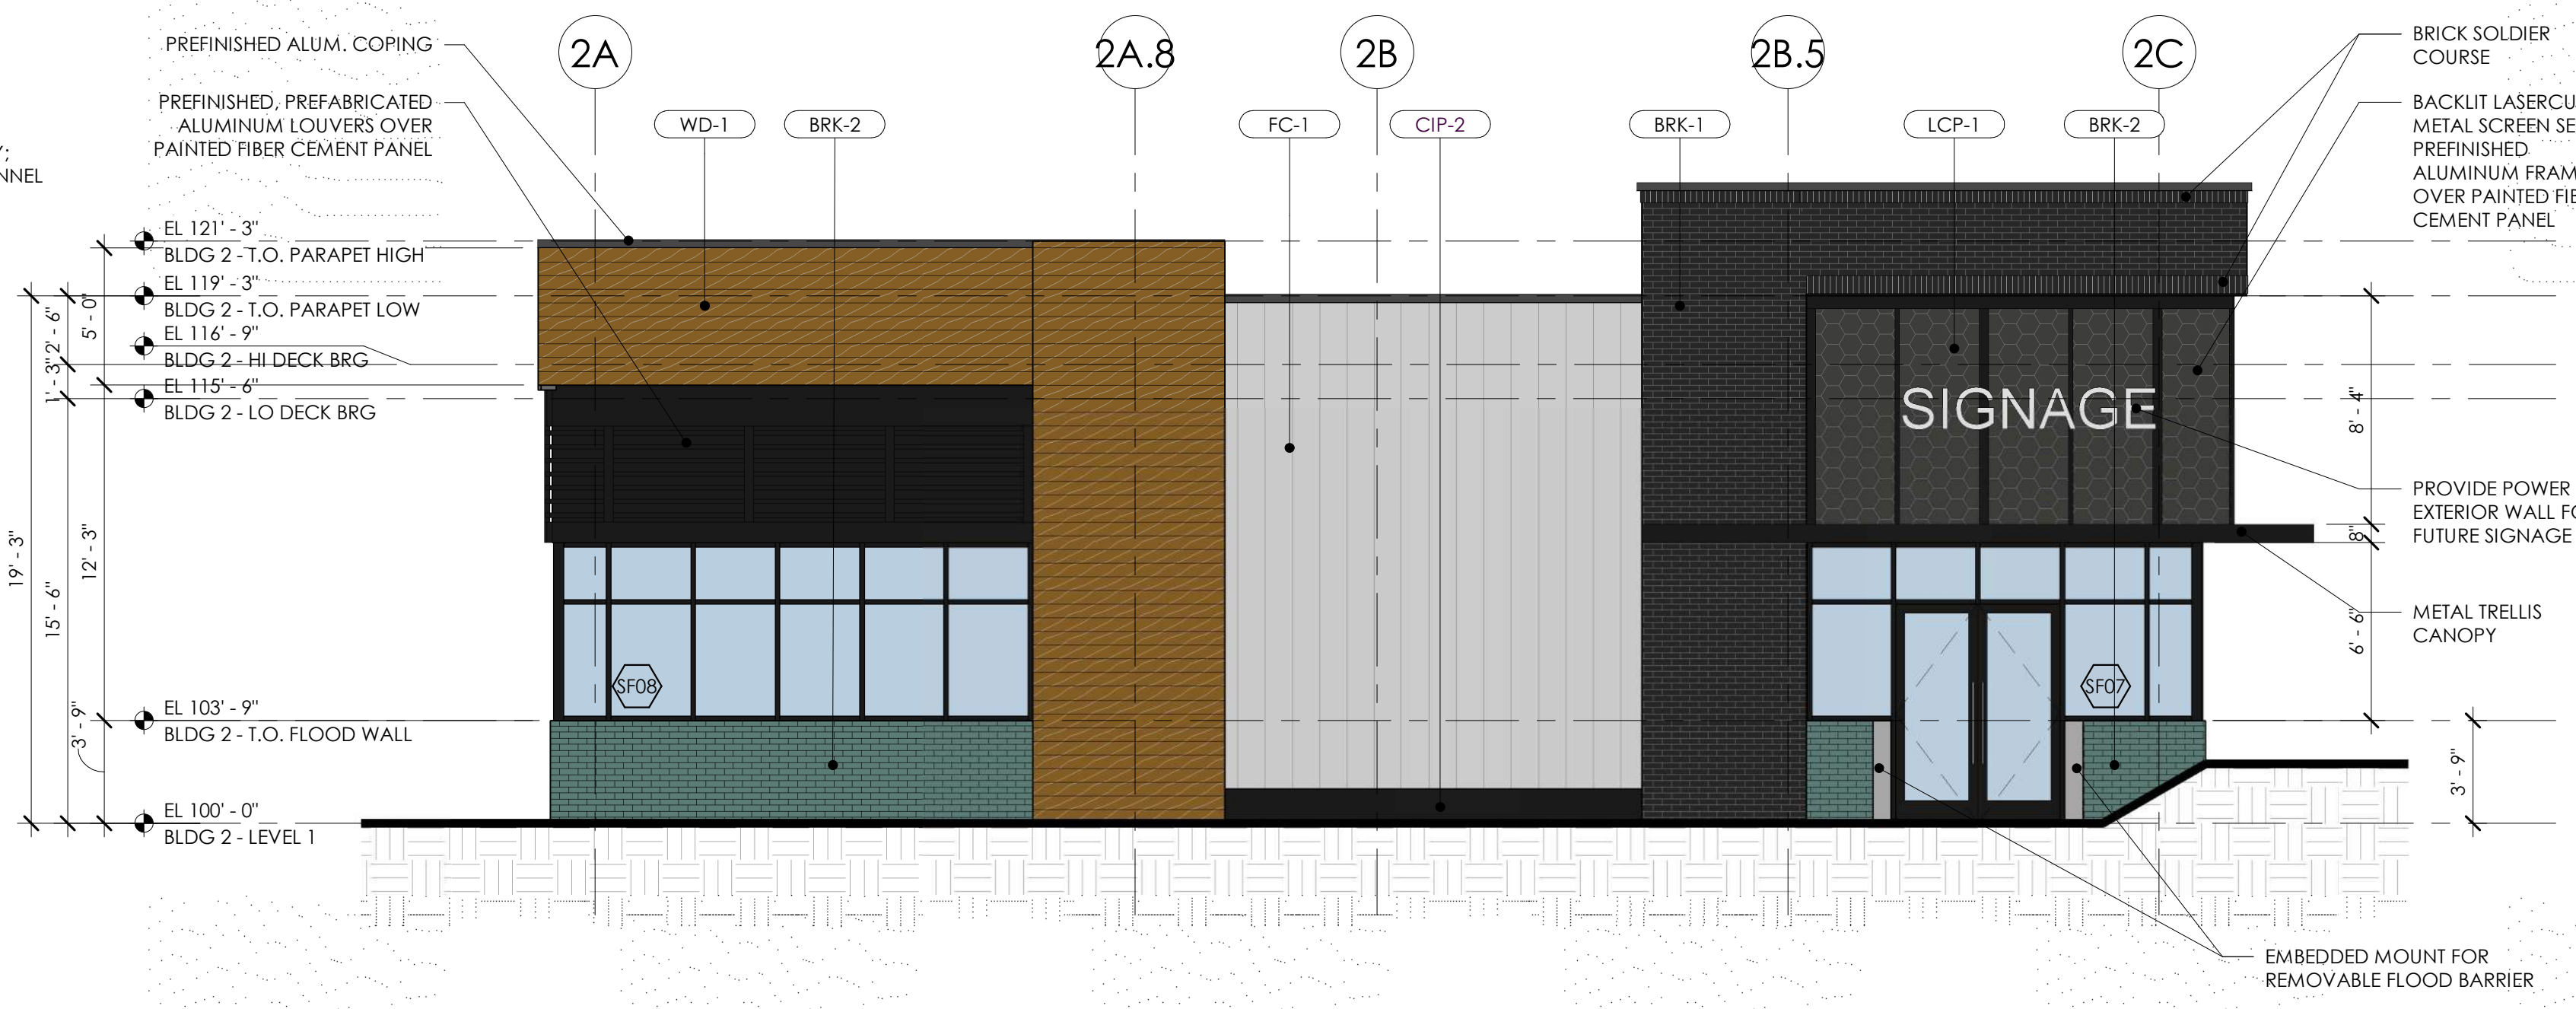 PREFINISHED ALUM. COPING
PREFINISHED, PREFABRICATED
ALUMINUM LOUVERS OVER
PAINTED FIBER CEMENT PANEL
2A
2A.8
2B
2B.5
2C
WD-1
BRK-2
FC-1
CIP-2
BRK-1
LCP-1
BRK-2
BRICK SOLDIER
COURSE
BACKLIT LASERCU
METAL SCREEN SE
PREFINISHED
ALUMINUM FRAM
OVER PAINTED FIE
CEMENT PANEL
NNEL
EL 121' - 3"
BLDG 2 - T.O. PARAPET HIGH
EL 119' - 3"
BLDG 2 - T.O. PARAPET LOW
EL 116' - 9"
BLDG 2 - HI DECK BRG
EL 115' - 6"
BLDG 2 - LO DECK BRG
EL 103' - 9"
BLDG 2 - T.O. FLOOD WALL
EL 100' - 0"
BLDG 2 - LEVEL 1
19' - 3"
2' - 6"
1' - 3"
15' - 6"
5' - 0"
12' - 3"
3' - 9"
SIGNAGE
SF08
SF07
8' - 4"
8"
6' - 6"
3' - 9"
PROVIDE POWER
EXTERIOR WALL FO
FUTURE SIGNAGE
METAL TRELLIS
CANOPY
EMBEDDED MOUNT FOR
REMOVABLE FLOOD BARRIER